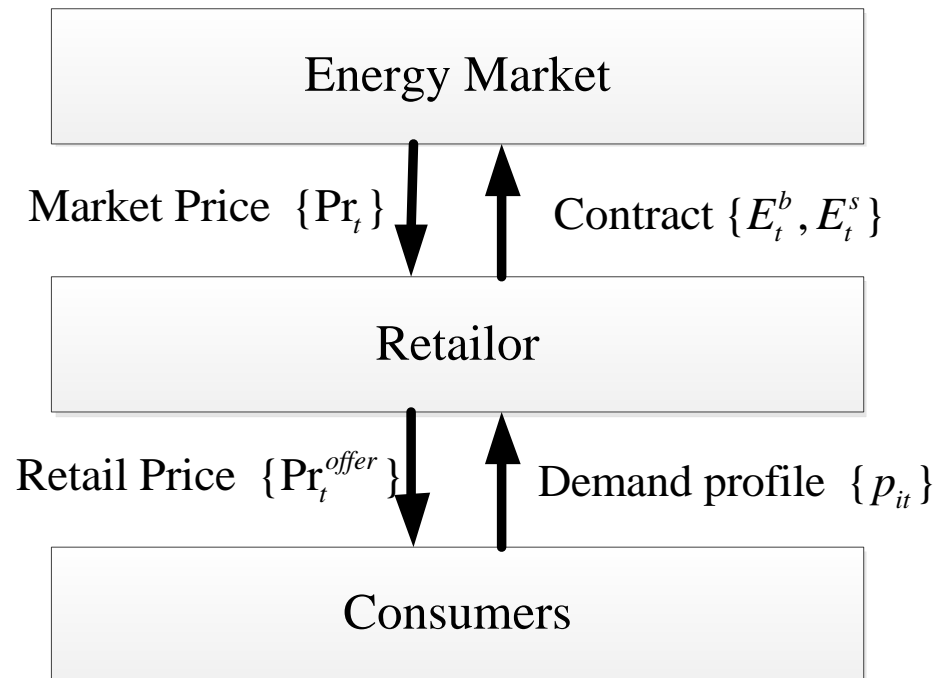 Energy Market
Market Price {Pr_t}
Contract {E_t^b, E_t^s}
Retailor
Retail Price {Pr_t^offer}
Demand profile {p_it}
Consumers